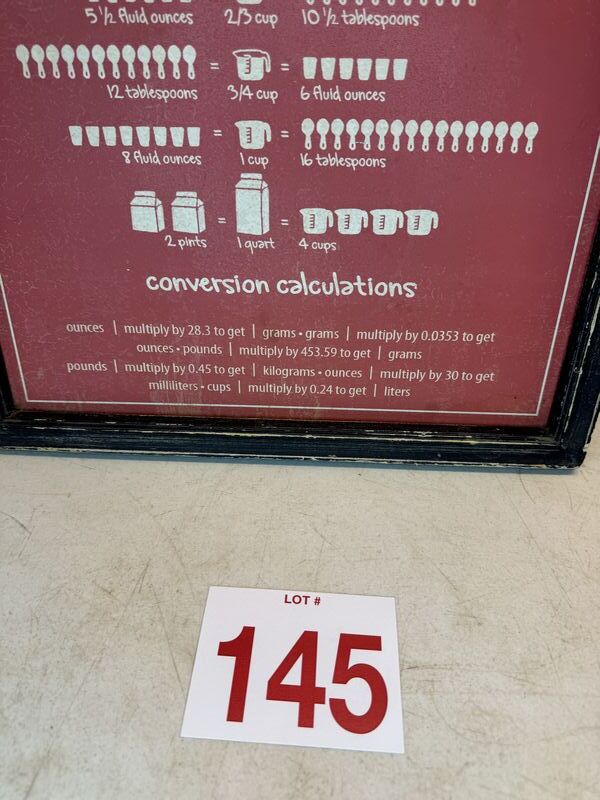 5 ½ fluid ounces 2/3 cup 10 ½ tablespoons
= =
12 tablespoons 3/4 cup 6 fluid ounces
= =
8 fluid ounces 1 cup 16 tablespoons
= =
2 pints 1 quart 4 cups
conversion calculations
ounces | multiply by 28.3 to get | grams • grams | multiply by 0.0353 to get
ounces • pounds | multiply by 453.59 to get | grams
pounds | multiply by 0.45 to get | kilograms • ounces | multiply by 30 to get
milliliters • cups | multiply by 0.24 to get | liters
LOT #
145